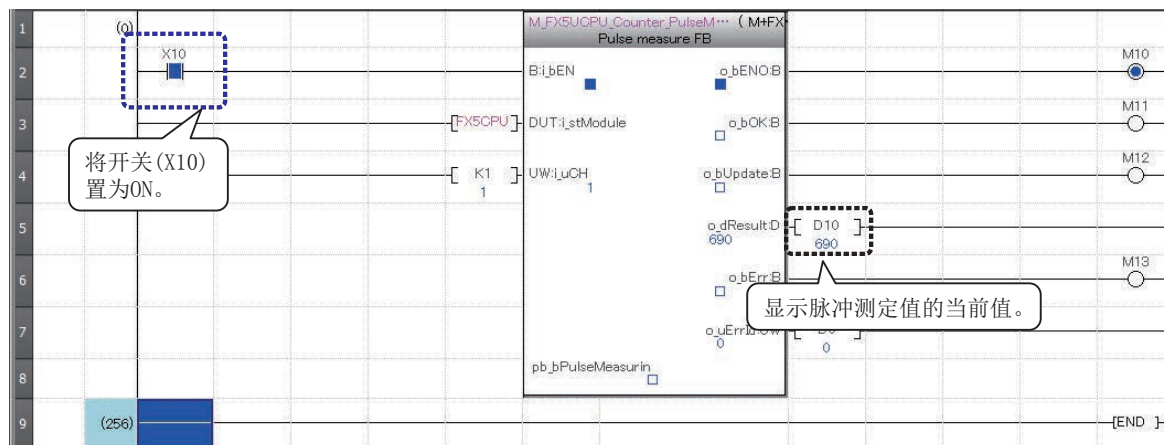 1
(0)
M_FX5UCPU_Counter_PulseM… ( M+FX
Pulse measure FB
2
X10
B:i_bEN
o_bENO:B
M10
3
[FX5CPU]
DUT:i_stModule
o_bOK:B
M11
将开关(X10)
置为ON。
4
[ K1 ]
1
UW:i_uCH
1
o_bUpdate:B
M12
5
o_dResult:D
690
[ D10 ]
690
6
o_bErr:B
M13
显示脉冲测定值的当前值。
7
0
0
8
pb_bPulseMeasurin
9
(256)
[END ]